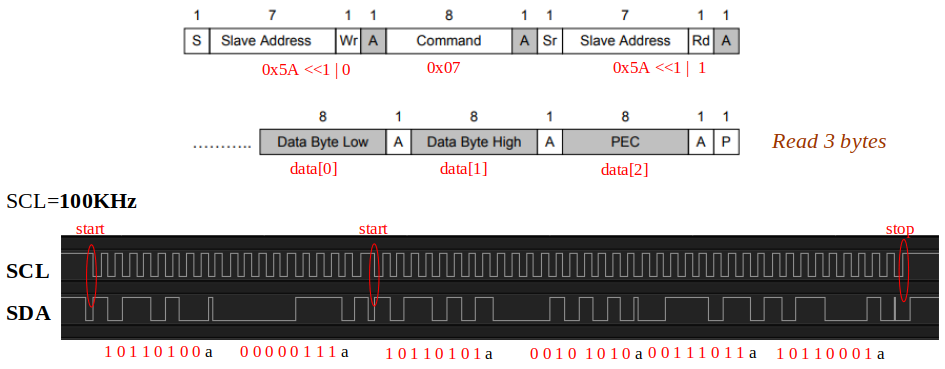 1 7 1 1 8 1 1 7 1 1
S Slave Address Wr A Command A Sr Slave Address Rd A
0x5A <<1 | 0 0x07 0x5A <<1 | 1
8 1 8 1 8 1 1
……….. Data Byte Low A Data Byte High A PEC A P Read 3 bytes
data[0] data[1] data[2]
SCL=100KHz
start start stop
SCL
SDA
1 0 1 1 0 1 0 0 a 0 0 0 0 0 1 1 1 a 1 0 1 1 0 1 0 1 a 0 0 1 0 1 0 1 0 a 0 0 1 1 1 0 1 1 a 1 0 1 1 0 0 0 1 a